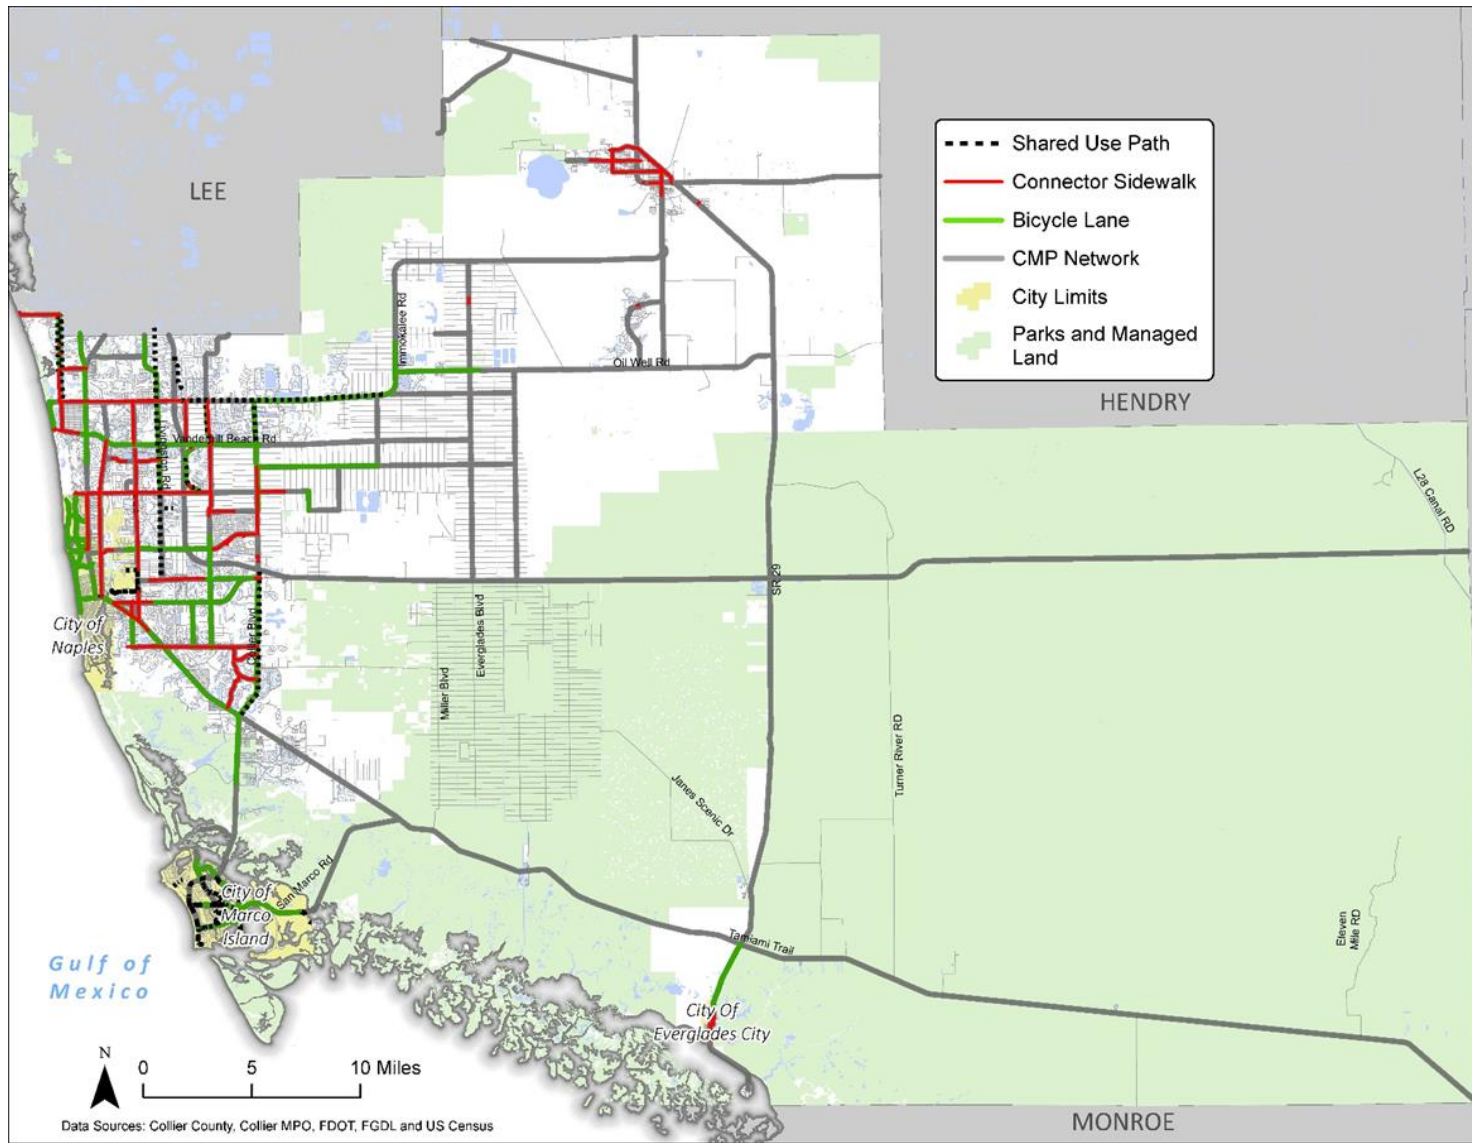 LEE
Shared Use Path
Connector Sidewalk
Bicycle Lane
CMP Network
City Limits
Parks and Managed
Land
HENDRY
Immokalee Rd
Oil Well Rd
Vanderbilt Beach Rd
Livingston Rd
L28 Canal RD
SR 29
City of
Naples
Collier Blvd
Everglades Blvd
Miller Blvd
Turner River RD
Janes Scenic Dr
San Marco Rd
City of
Marco
Island
Tamiami Trail
Eleven
Mile RD
Gulf of
Mexico
City Of
Everglades City
N
0 5 10 Miles
MONROE
Data Sources: Collier County, Collier MPO, FDOT, FGDL and US Census